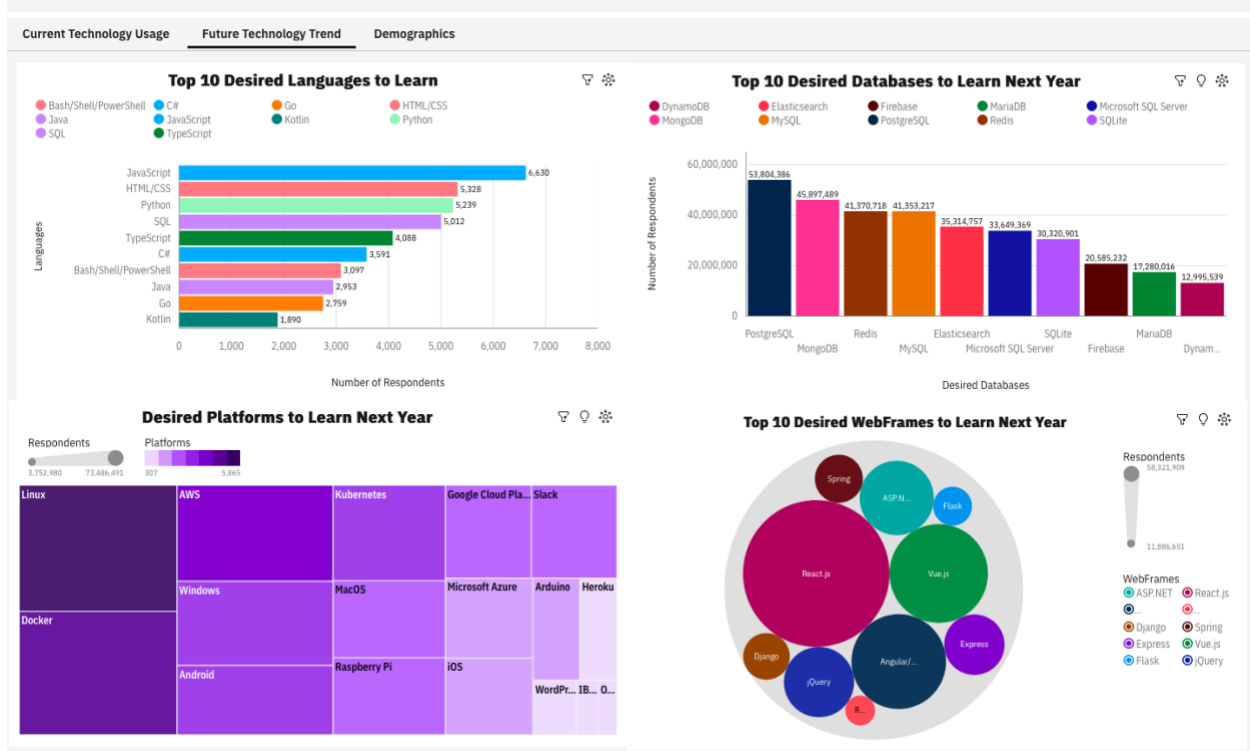 Current Technology Usage Future Technology Trend Demographics
Top 10 Desired Languages to Learn
Bash/Shell/PowerShell C# Go HTML/CSS
Java JavaScript Kotlin Python
SQL TypeScript
Languages
JavaScript 6,630
HTML/CSS 5,328
Python 5,239
SQL 5,012
TypeScript 4,088
C# 3,591
Bash/Shell/PowerShell 3,097
Java 2,953
Go 2,759
Kotlin 1,890
0 1,000 2,000 3,000 4,000 5,000 6,000 7,000 8,000
Number of Respondents
Top 10 Desired Databases to Learn Next Year
DynamoDB Elasticsearch Firebase MariaDB Microsoft SQL Server
MongoDB MySQL PostgreSQL Redis SQLite
Number of Respondents
60,000,000
40,000,000
20,000,000
0
53,804,386
45,897,489
41,370,718
41,353,217
35,314,757
33,649,369
30,320,901
20,585,232
17,280,016
12,995,539
PostgreSQL Redis Elasticsearch SQLite MariaDB
MongoDB MySQL Microsoft SQL Server Firebase Dynam...
Desired Databases
Desired Platforms to Learn Next Year
Respondents Platforms
3,752,980 73,486,491 307 5,865
Linux AWS Kubernetes Google Cloud Pla... Slack
Windows MacOS Microsoft Azure Arduino Heroku
Docker
Android Raspberry Pi iOS
WordPr... IB... O...
Top 10 Desired WebFrames to Learn Next Year
Spring
ASP.N...
Flask
React.js
Vue.js
Express
Django
Angular/...
jQuery
R...
Respondents
58,321,909
11,886,651
WebFrames
ASP.NET React.js
... ...
Django Spring
Express Vue.js
Flask jQuery